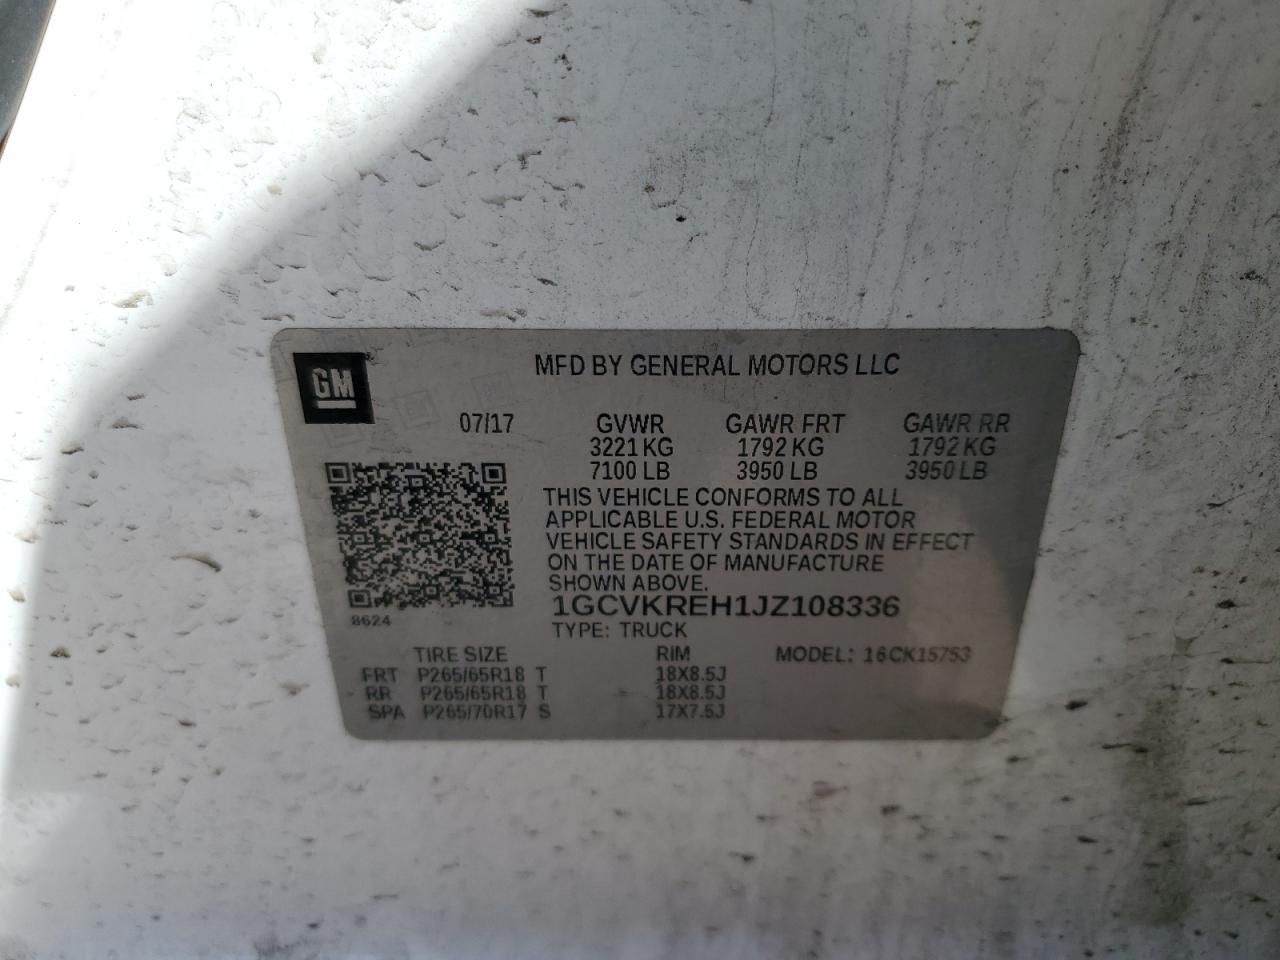 GM
MFD BY GENERAL MOTORS LLC
07/17 GVWR GAWR FRT GAWR RR
3221 KG 1792 KG 1792 KG
7100 LB 3950 LB 3950 LB
THIS VEHICLE CONFORMS TO ALL
APPLICABLE U.S. FEDERAL MOTOR
VEHICLE SAFETY STANDARDS IN EFFECT
ON THE DATE OF MANUFACTURE
SHOWN ABOVE.
1GCVKREH1JZ108336
8624
TYPE: TRUCK
TIRE SIZE RIM MODEL: 16CK15753
FRT P265/65R18 T 18X8.5J
RR P265/65R18 T 18X8.5J
SPA P265/70R17 S 17X7.5J